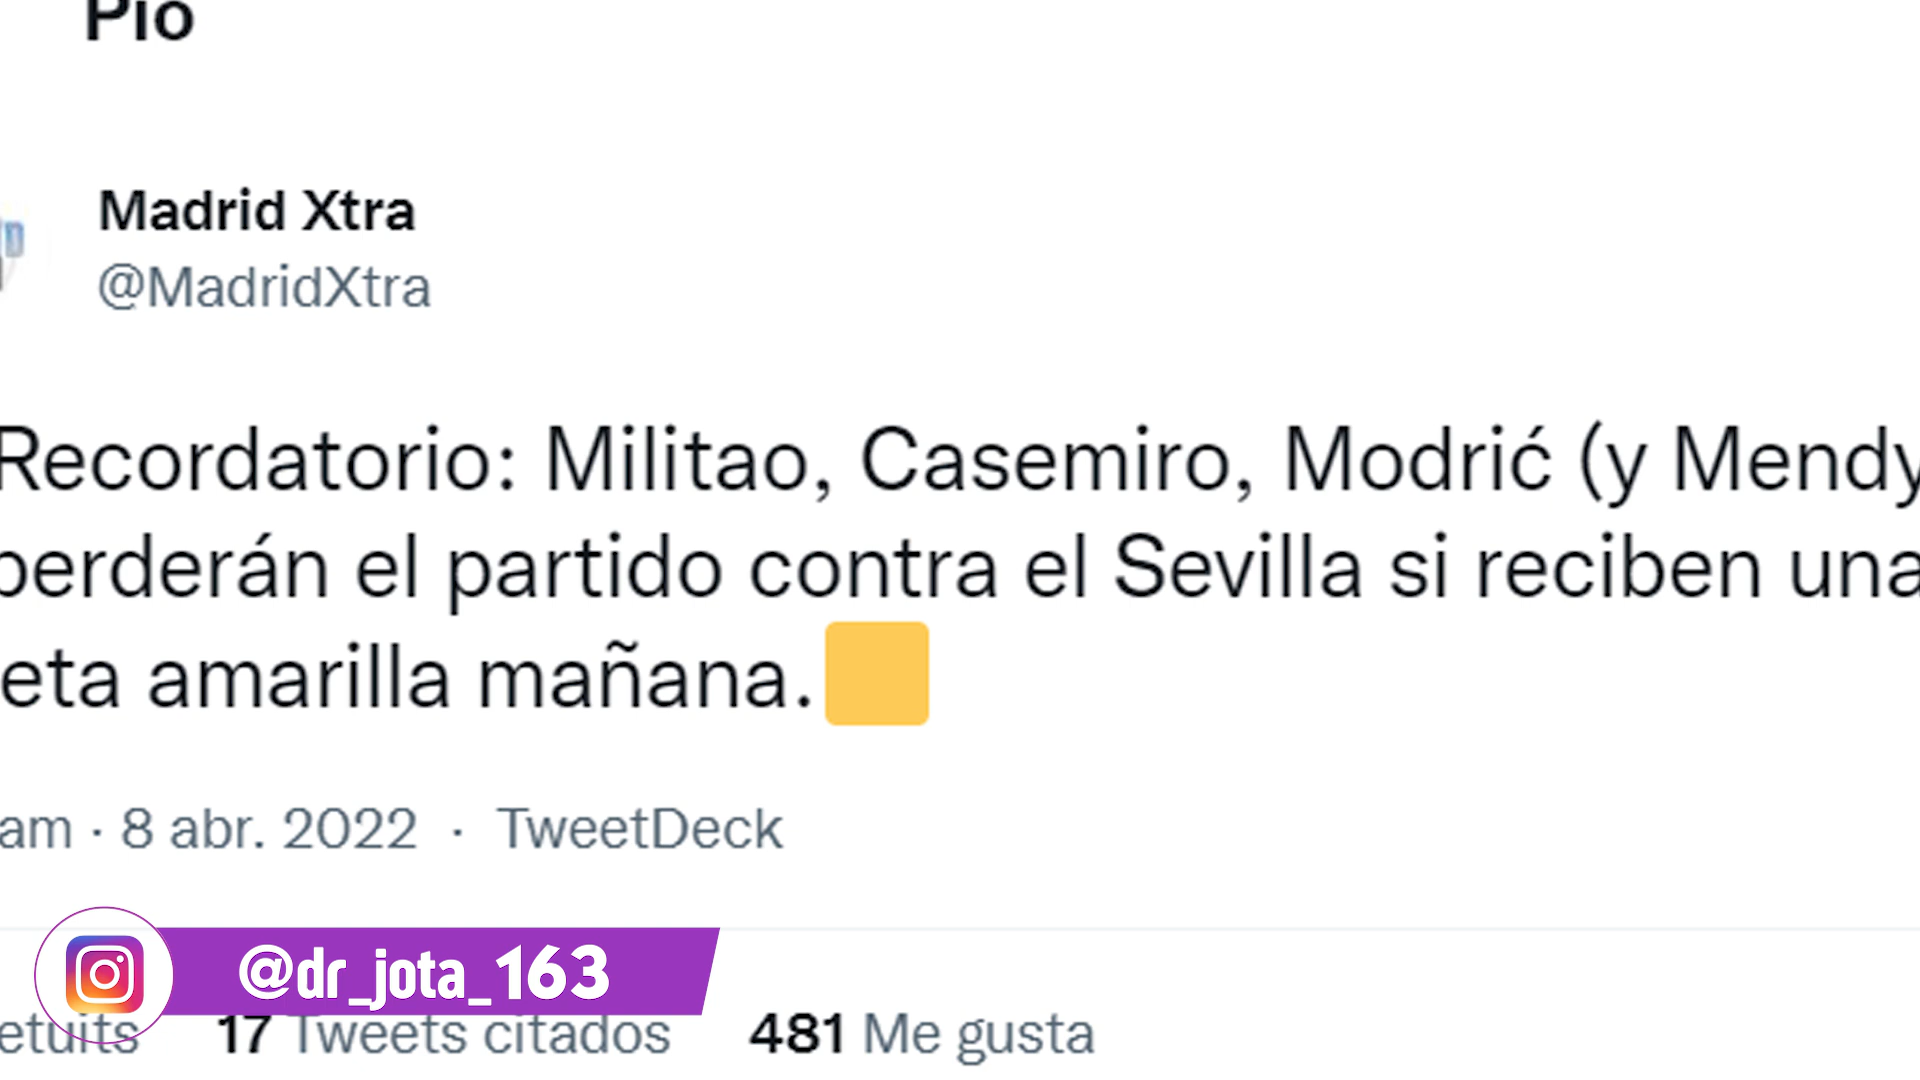 Pío
Madrid Xtra
@MadridXtra
Recordatorio: Militao, Casemiro, Modrić (y Mendy
perderán el partido contra el Sevilla si reciben una
eta amarilla mañana.
am · 8 abr. 2022 · TweetDeck
@dr_jota_163
etuits 17 Tweets citados 481 Me gusta